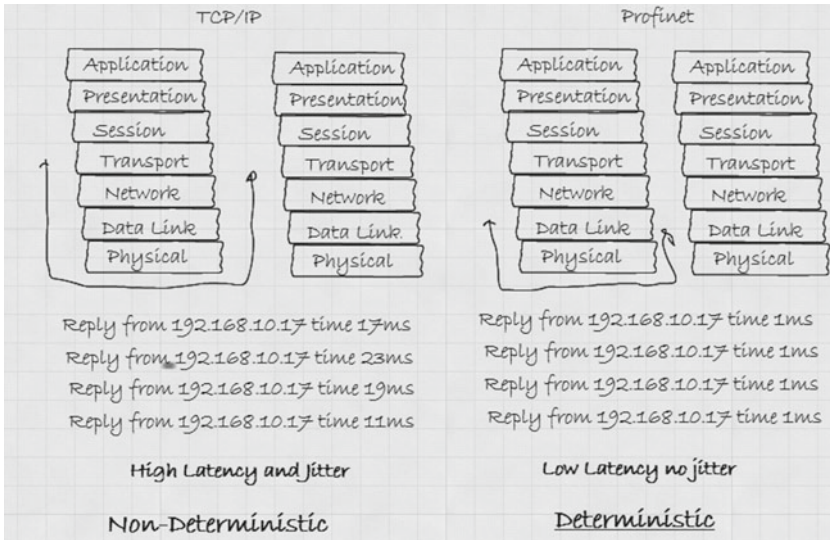 TCP/IP
Application
Presentation
Session
Transport
Network
Data Link
Physical
Application
Presentation
Session
Transport
Network
Data Link.
Physical
Reply from 192.168.10.17 time 17ms
Reply from 192.168.10.17 time 23ms
Reply from 192.168.10.17 time 19ms
Reply from 192.168.10.17 time 11ms
High Latency and Jitter
Non-Deterministic
Profinet
Application
Presentation
Session
Transport
Network
Data Link
Physical
Application
Presentation
Session
Transport
Network
Data Link
Physical
Reply from 192.168.10.17 time 1ms
Reply from 192.168.10.17 time 1ms
Reply from 192.168.10.17 time 1ms
Reply from 192.168.10.17 time 1ms
Low Latency no jitter
Deterministic